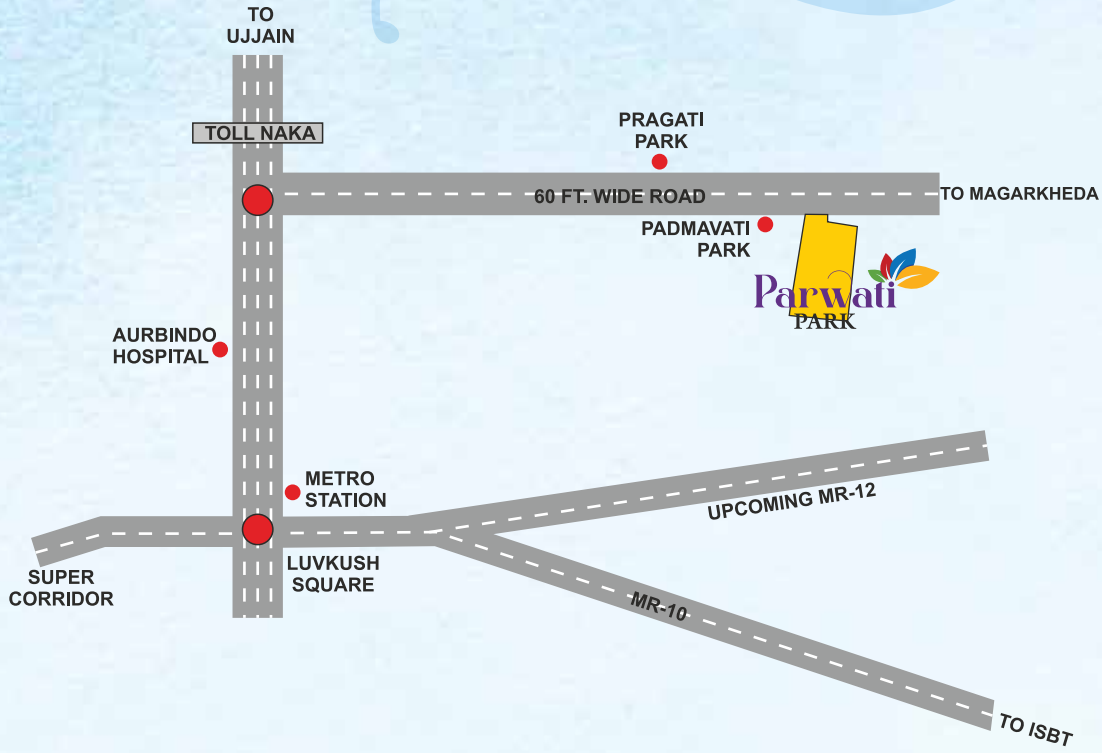 TO
UJJAIN
TOLL NAKA
PRAGATI
PARK
60 FT. WIDE ROAD
TO MAGARKHEDA
PADMAVATI
PARK
Parwati
PARK
AURBINDO
HOSPITAL
METRO
STATION
UPCOMING MR-12
LUVKUSH
SQUARE
SUPER
CORRIDOR
MR-10
TO ISBT